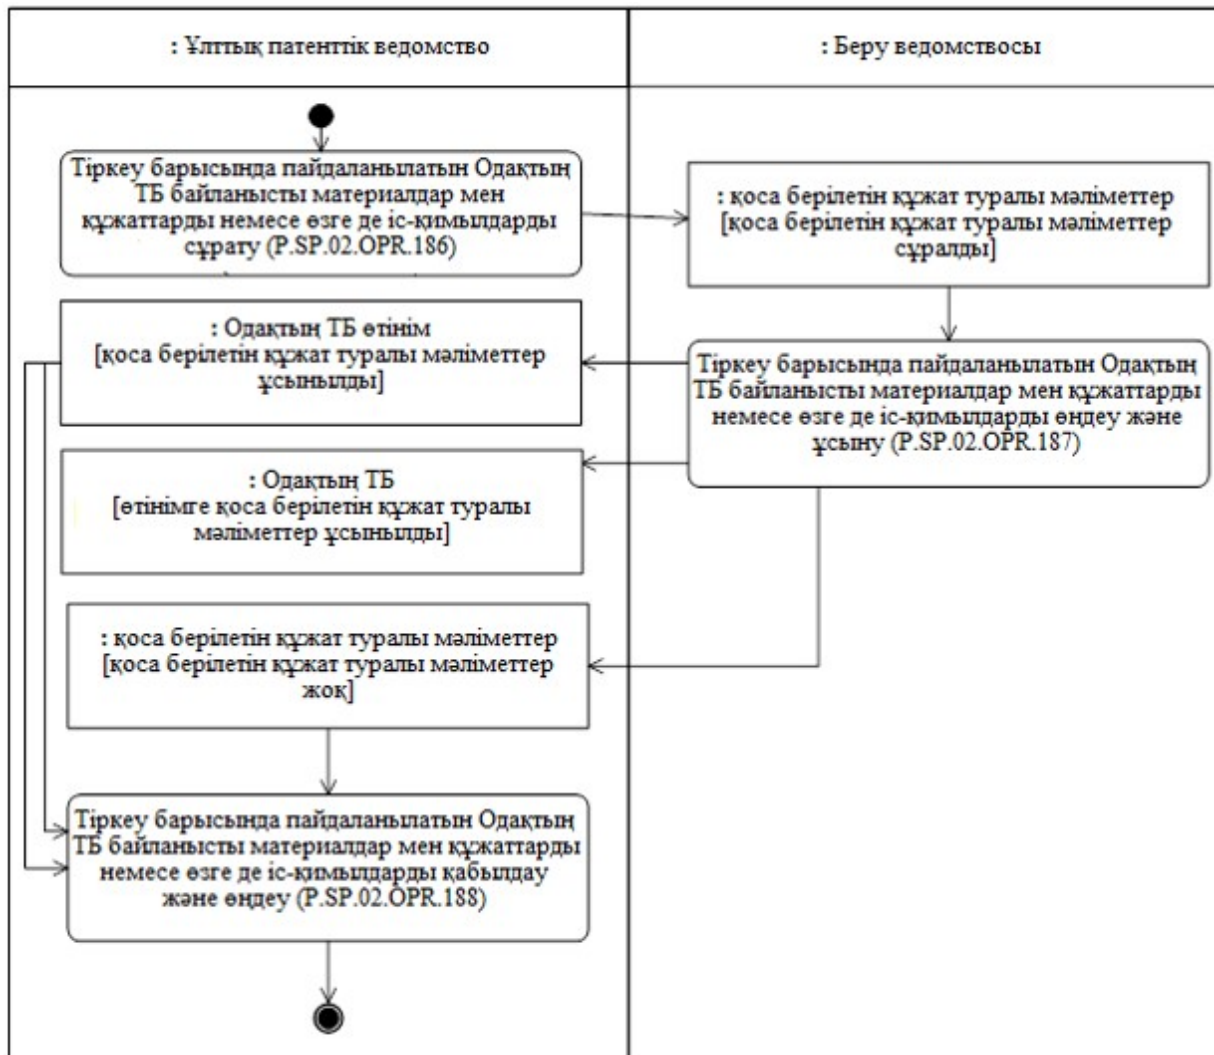 : Ұлттық патенттік ведомство
: Беру ведомствосы
Тіркеу барысында пайдаланылатын Одақтың
ТБ байланысты материалдар мен
құжаттарды немесе өзге де іс-қимылдарды
сұрату (P.SP.02.OPR.186)
: қоса берілетін құжат туралы мәліметтер
[қоса берілетін құжат туралы мәліметтер
сұралды]
: Одақтың ТБ өтінім
[қоса берілетін құжат туралы мәліметтер
ұсынылды]
Тіркеу барысында пайдаланылатын Одақтың
ТБ байланысты материалдар мен құжаттарды
немесе өзге де іс-қимылдарды өңдеу және
ұсыну (P.SP.02.OPR.187)
: Одақтың ТБ
[өтінімге қоса берілетін құжат туралы
мәліметтер ұсынылды]
: қоса берілетін құжат туралы мәліметтер
[қоса берілетін құжат туралы мәліметтер
жоқ]
Тіркеу барысында пайдаланылатын Одақтың
ТБ байланысты материалдар мен құжаттарды
немесе өзге де іс-қимылдарды қабылдау
және өңдеу (P.SP.02.OPR.188)